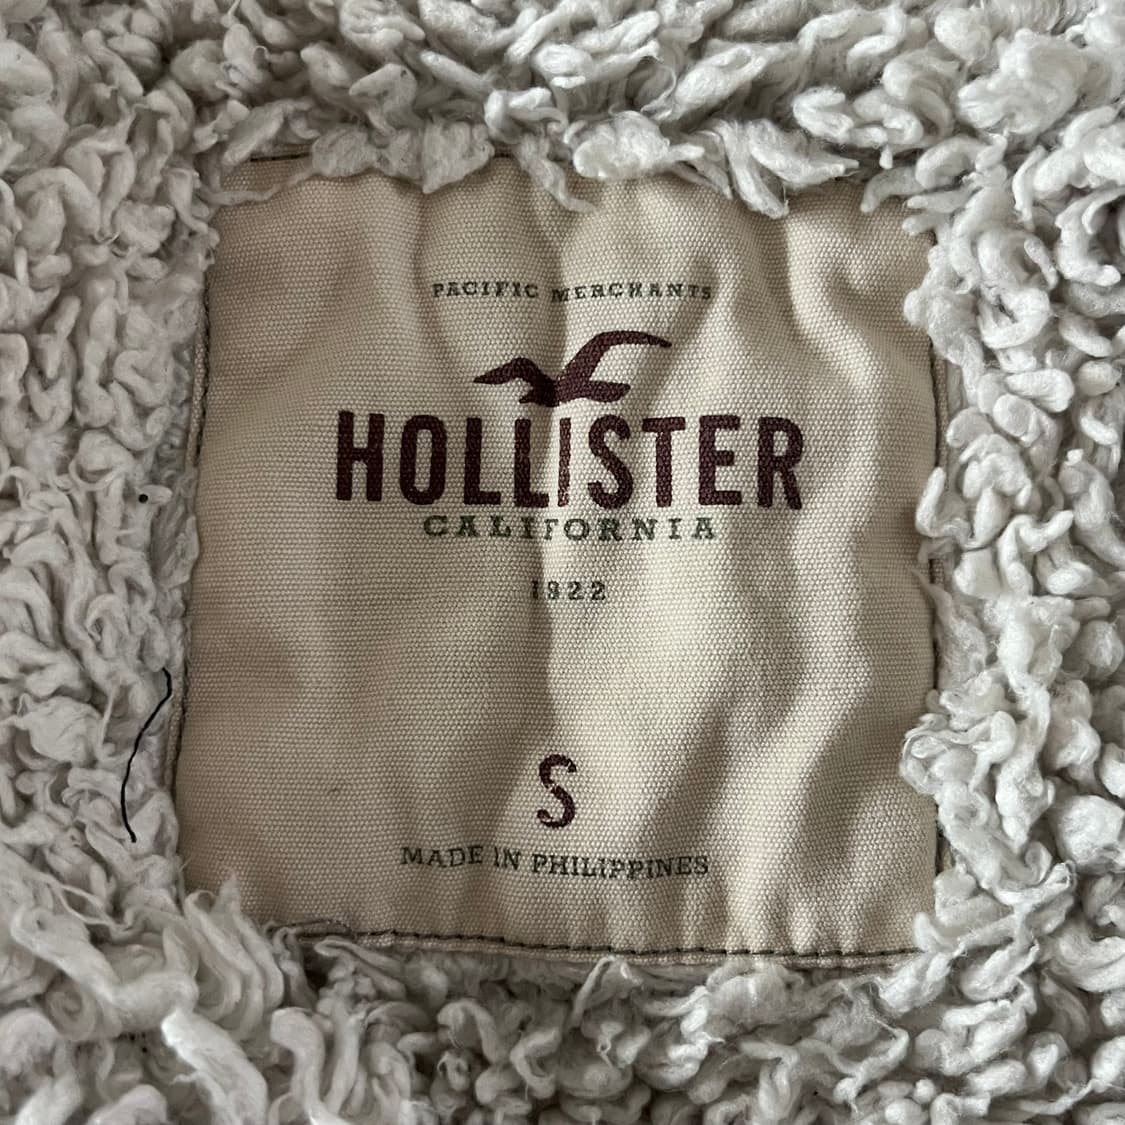 PACIFIC MERCHANTS
HOLLISTER
CALIFORNIA
1922
S
MADE IN PHILIPPINES